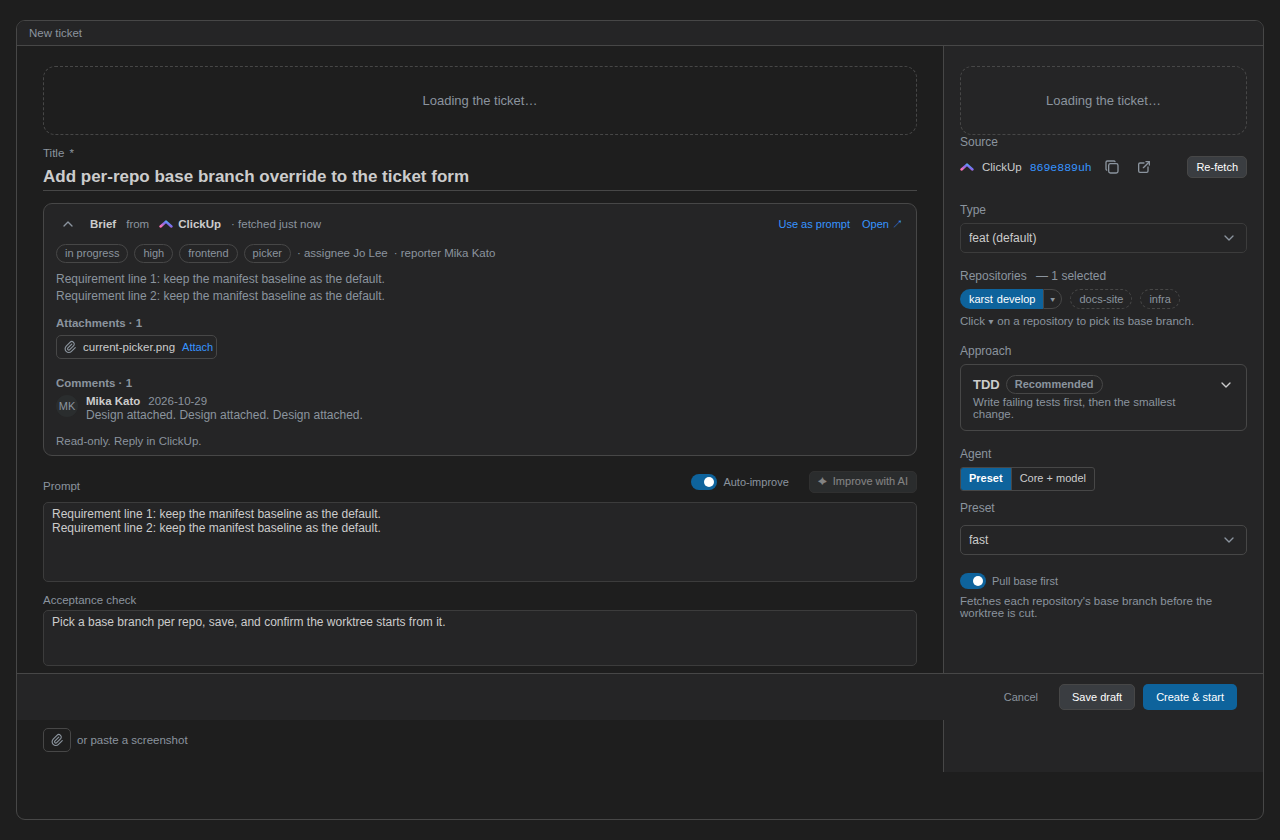 New ticket
Loading the ticket…
Title *
Add per-repo base branch override to the ticket form
Brief from ClickUp · fetched just now
Use as prompt Open ↗
in progress high frontend picker · assignee Jo Lee · reporter Mika Kato
Requirement line 1: keep the manifest baseline as the default.
Requirement line 2: keep the manifest baseline as the default.
Attachments · 1
current-picker.png Attach
Comments · 1
MK Mika Kato 2026-10-29
Design attached. Design attached. Design attached.
Read-only. Reply in ClickUp.
Prompt
Auto-improve Improve with AI
Requirement line 1: keep the manifest baseline as the default.
Requirement line 2: keep the manifest baseline as the default.
Acceptance check
Pick a base branch per repo, save, and confirm the worktree starts from it.
or paste a screenshot
Loading the ticket…
Source
ClickUp 869e889uh Re-fetch
Type
feat (default)
Repositories — 1 selected
karst develop ▾ docs-site infra
Click ▾ on a repository to pick its base branch.
Approach
TDD Recommended
Write failing tests first, then the smallest
change.
Agent
Preset Core + model
Preset
fast
Pull base first
Fetches each repository's base branch before the
worktree is cut.
Cancel Save draft Create & start